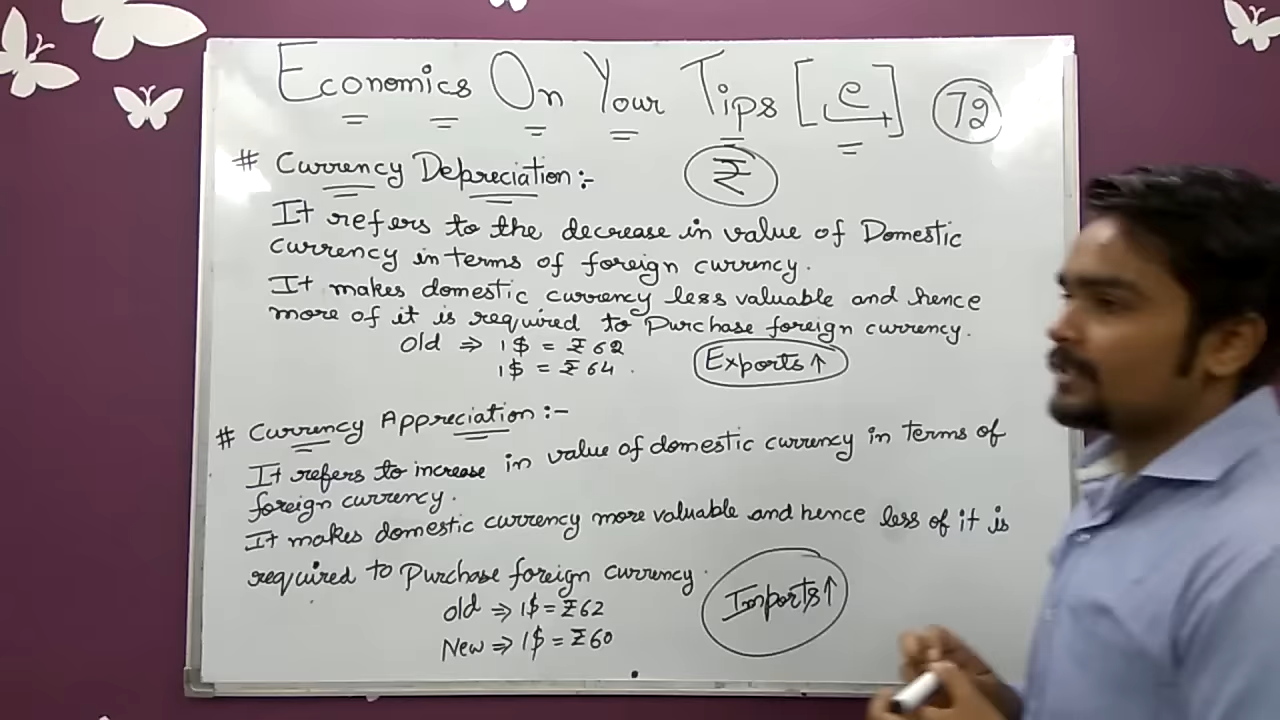 Economics On Your Tips [e] 72
# Currency Depreciation :-
₹
It refers to the decrease in value of Domestic
currency in terms of foreign currency.
It makes domestic currency less valuable and hence
more of it is required to Purchase foreign currency.
Old ⇒ 1$ = ₹62
1$ = ₹64 .
Exports↑
# Currency Appreciation :-
It refers to increase in value of domestic currency in terms of
foreign currency.
It makes domestic currency more valuable and hence less of it is
required to Purchase foreign currency.
Old ⇒ 1$ = ₹62
New ⇒ 1$ = ₹60
Imports↑